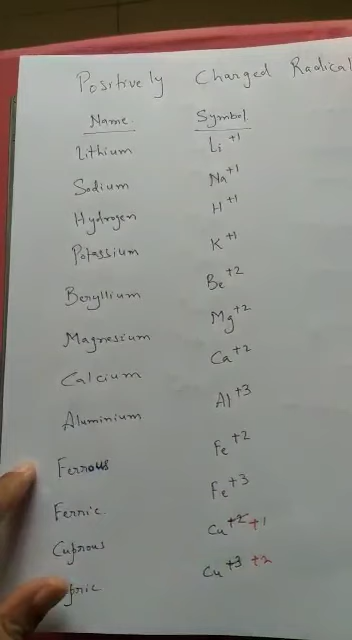 Positively Charged Radical
Name Symbol
Lithium Li +1
Sodium Na +1
Hydrogen H +1
Potassium K +1
Beryllium Be +2
Magnesium Mg +2
Calcium Ca +2
Aluminium Al +3
Ferrous Fe +2
Ferric Fe +3
Cuprous Cu +2 +1
pric Cu +3 +2